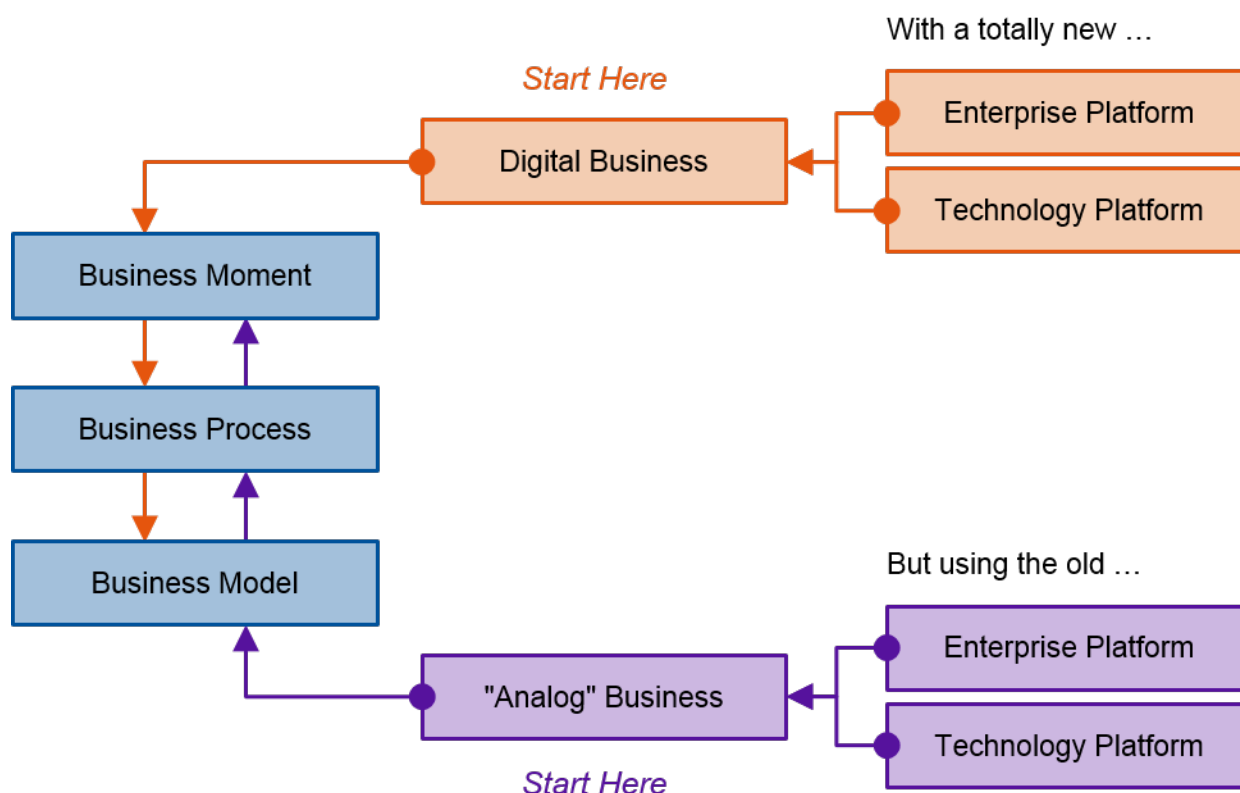 With a totally new …
Start Here
Enterprise Platform
Digital Business
Technology Platform
Business Moment
Business Process
Business Model
But using the old …
Enterprise Platform
"Analog" Business
Technology Platform
Start Here